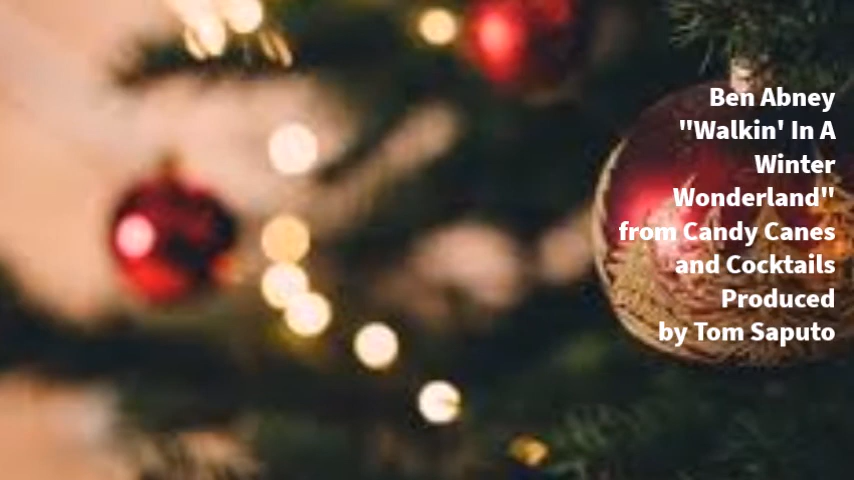 Ben Abney
"Walkin' In A
Winter
Wonderland"
from Candy Canes
and Cocktails
Produced
by Tom Saputo